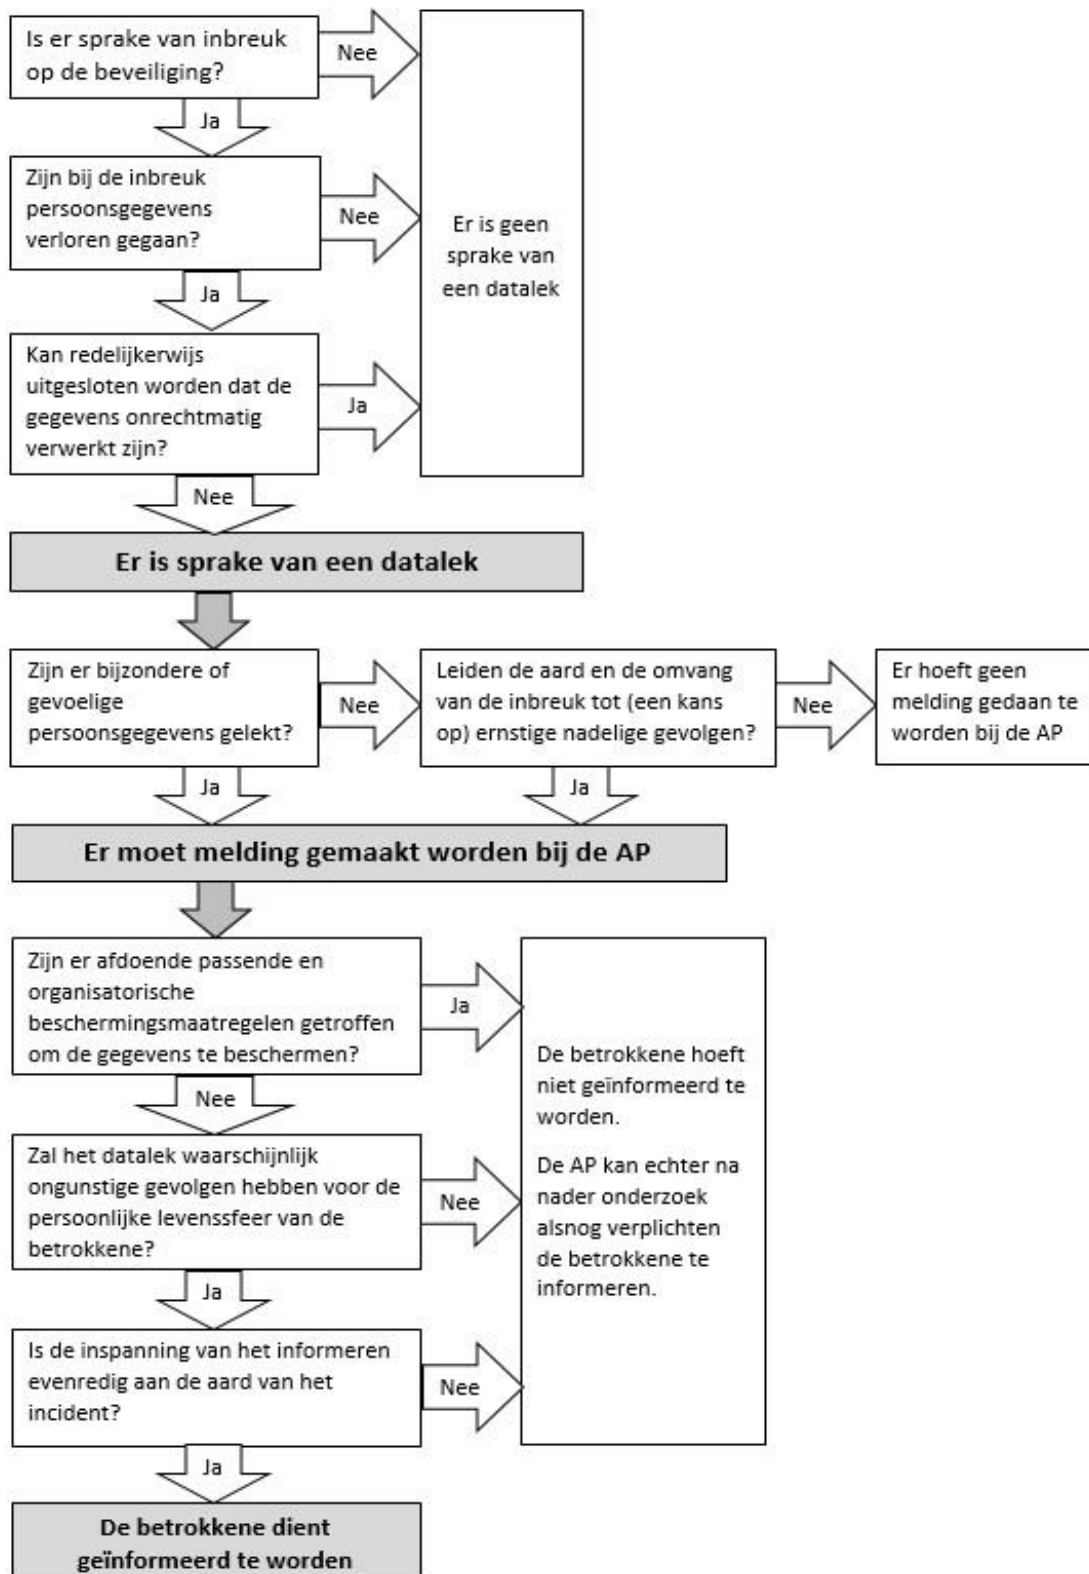 Is er sprake van inbreuk
op de beveiliging?
Nee
Ja
Zijn bij de inbreuk
persoonsgegevens
verloren gegaan?
Nee
Er is geen
sprake van
een datalek
Ja
Kan redelijkerwijs
uitgesloten worden dat de
gegevens onrechtmatig
verwerkt zijn?
Ja
Nee
Er is sprake van een datalek
Zijn er bijzondere of
gevoelige
persoonsgegevens gelekt?
Nee
Leiden de aard en de omvang
van de inbreuk tot (een kans
op) ernstige nadelige gevolgen?
Nee
Er hoeft geen
melding gedaan te
worden bij de AP
Ja
Ja
Er moet melding gemaakt worden bij de AP
Zijn er afdoende passende en
organisatorische
beschermingsmaatregelen getroffen
om de gegevens te beschermen?
Ja
De betrokkene hoeft
niet geïnformeerd te
worden.
De AP kan echter na
nader onderzoek
alsnog verplichten
de betrokkene te
informeren.
Nee
Zal het datalek waarschijnlijk
ongunstige gevolgen hebben voor de
persoonlijke levenssfeer van de
betrokkene?
Nee
Ja
Is de inspanning van het informeren
evenredig aan de aard van het
incident?
Nee
Ja
De betrokkene dient
geïnformeerd te worden